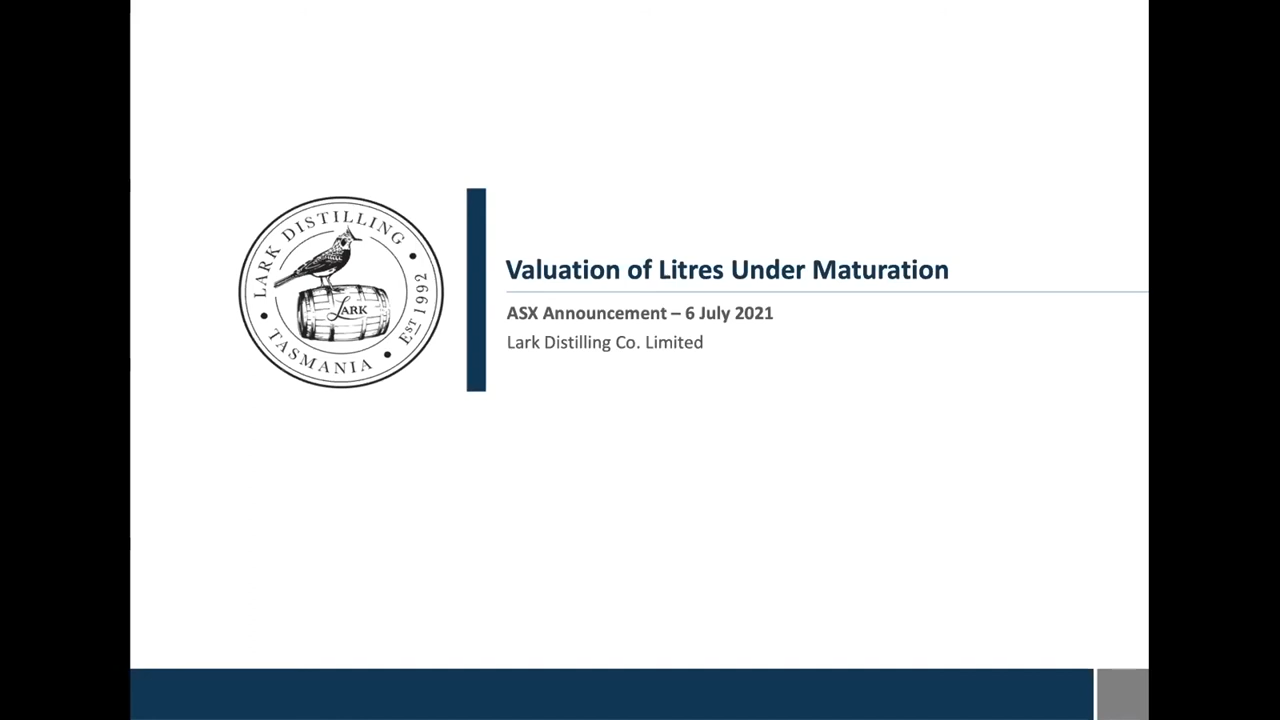 LARK DISTILLING
EST 1992
TASMANIA
LARK
Valuation of Litres Under Maturation
ASX Announcement – 6 July 2021
Lark Distilling Co. Limited